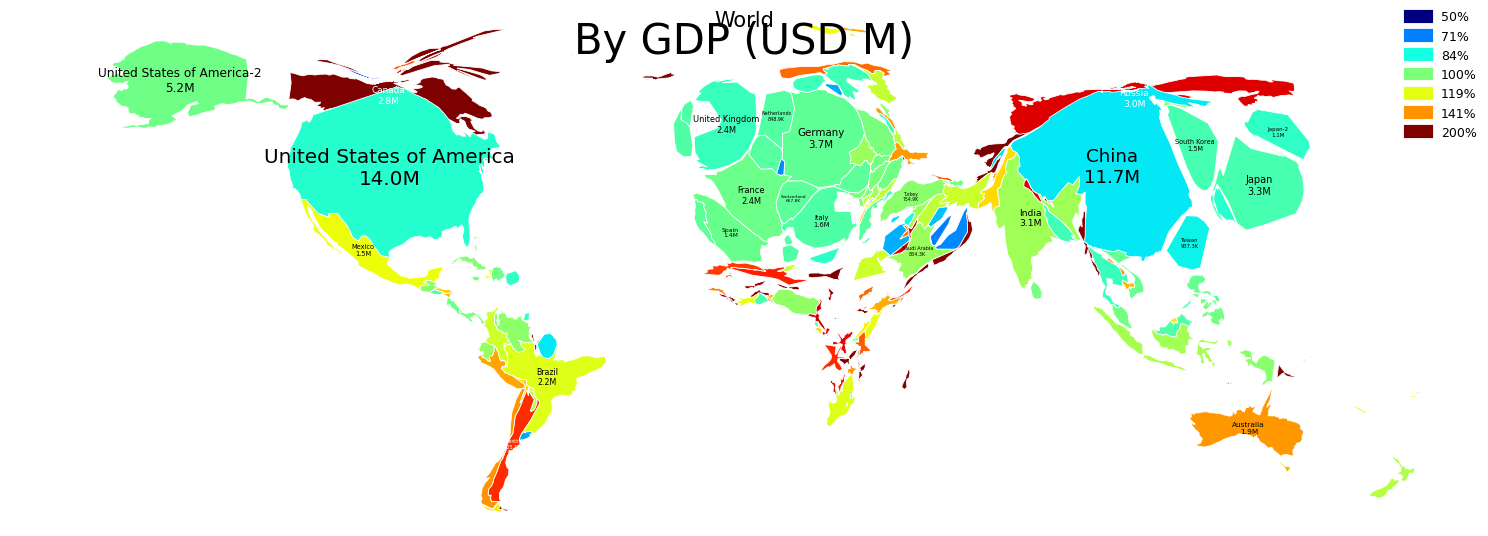 World
By GDP (USD M)
50%
71%
84%
100%
119%
141%
200%
United States of America-2
5.2M
Canada
2.8M
United States of America
14.0M
Mexico
1.5M
Brazil
2.2M
United Kingdom
2.4M
Netherlands
848.9K
Germany
3.7M
France
2.4M
Switzerland
667.8K
Spain
1.4M
Italy
1.6M
Turkey
754.9K
Saudi Arabia
834.3K
Russia
3.0M
China
11.7M
India
3.1M
South Korea
1.5M
Japan-2
1.1M
Japan
3.3M
Taiwan
937.3K
Australia
1.9M